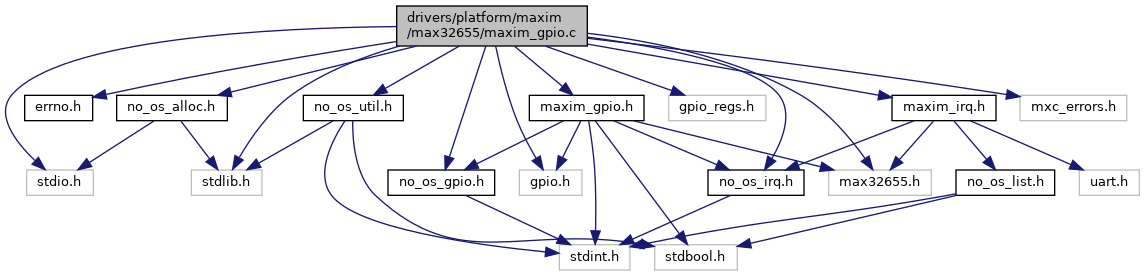 drivers/platform/maxim
/max32655/maxim_gpio.c
errno.h
no_os_alloc.h
no_os_util.h
maxim_gpio.h
gpio_regs.h
maxim_irq.h
mxc_errors.h
stdio.h
stdlib.h
no_os_gpio.h
gpio.h
no_os_irq.h
max32655.h
no_os_list.h
uart.h
stdint.h
stdbool.h